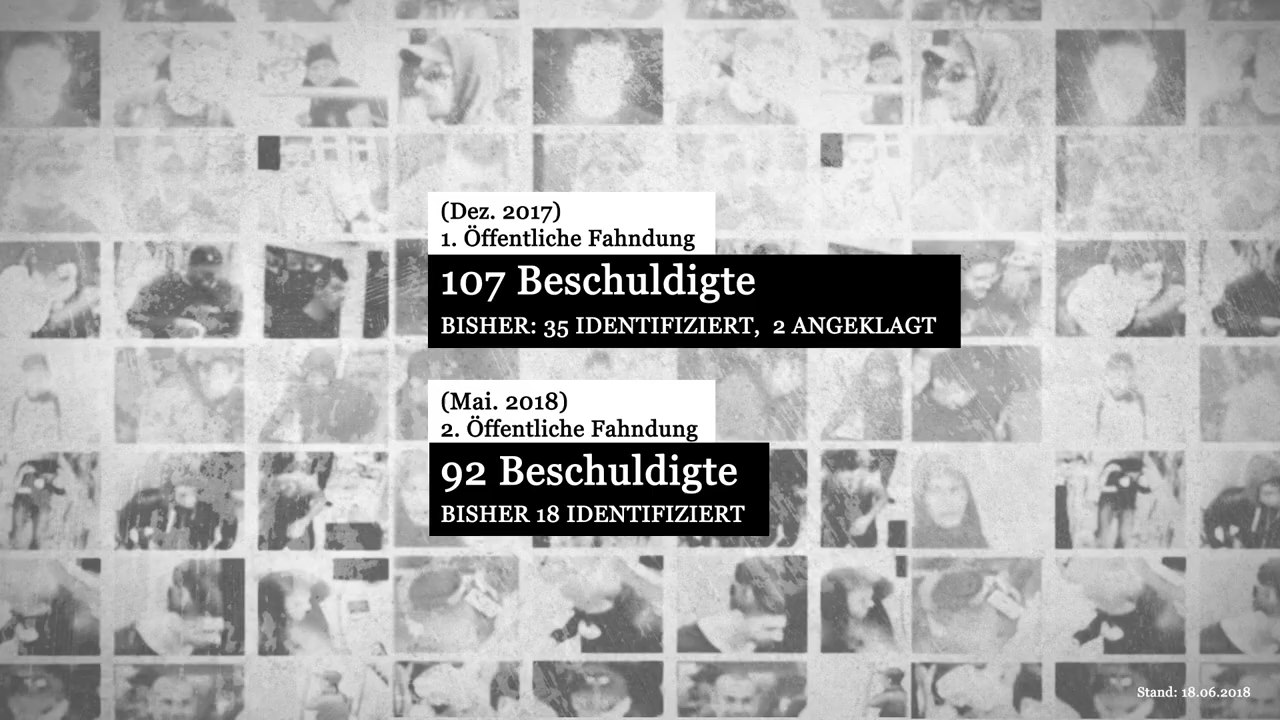 (Dez. 2017)
1. Öffentliche Fahndung
107 Beschuldigte
BISHER: 35 IDENTIFIZIERT, 2 ANGEKLAGT
(Mai. 2018)
2. Öffentliche Fahndung
92 Beschuldigte
BISHER 18 IDENTIFIZIERT
Stand: 18.06.2018